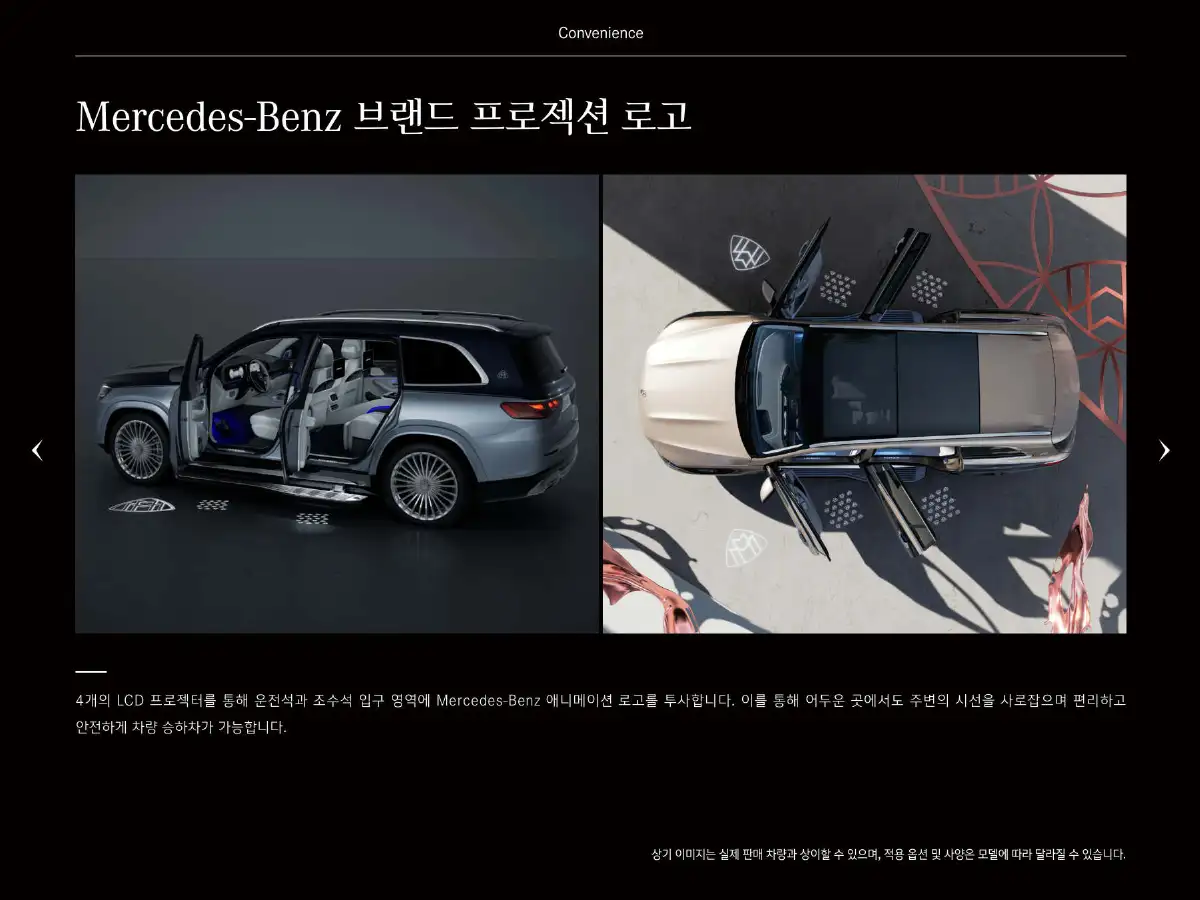 Convenience
Mercedes-Benz 브랜드 프로젝션 로고
4개의 LCD 프로젝터를 통해 운전석과 조수석 입구 영역에 Mercedes-Benz 애니메이션 로고를 투사합니다. 이를 통해 어두운 곳에서도 주변의 시선을 사로잡으며 편리하고
안전하게 차량 승하차가 가능합니다.
상기 이미지는 실제 판매 차량과 상이할 수 있으며, 적용 옵션 및 사양은 모델에 따라 달라질 수 있습니다.